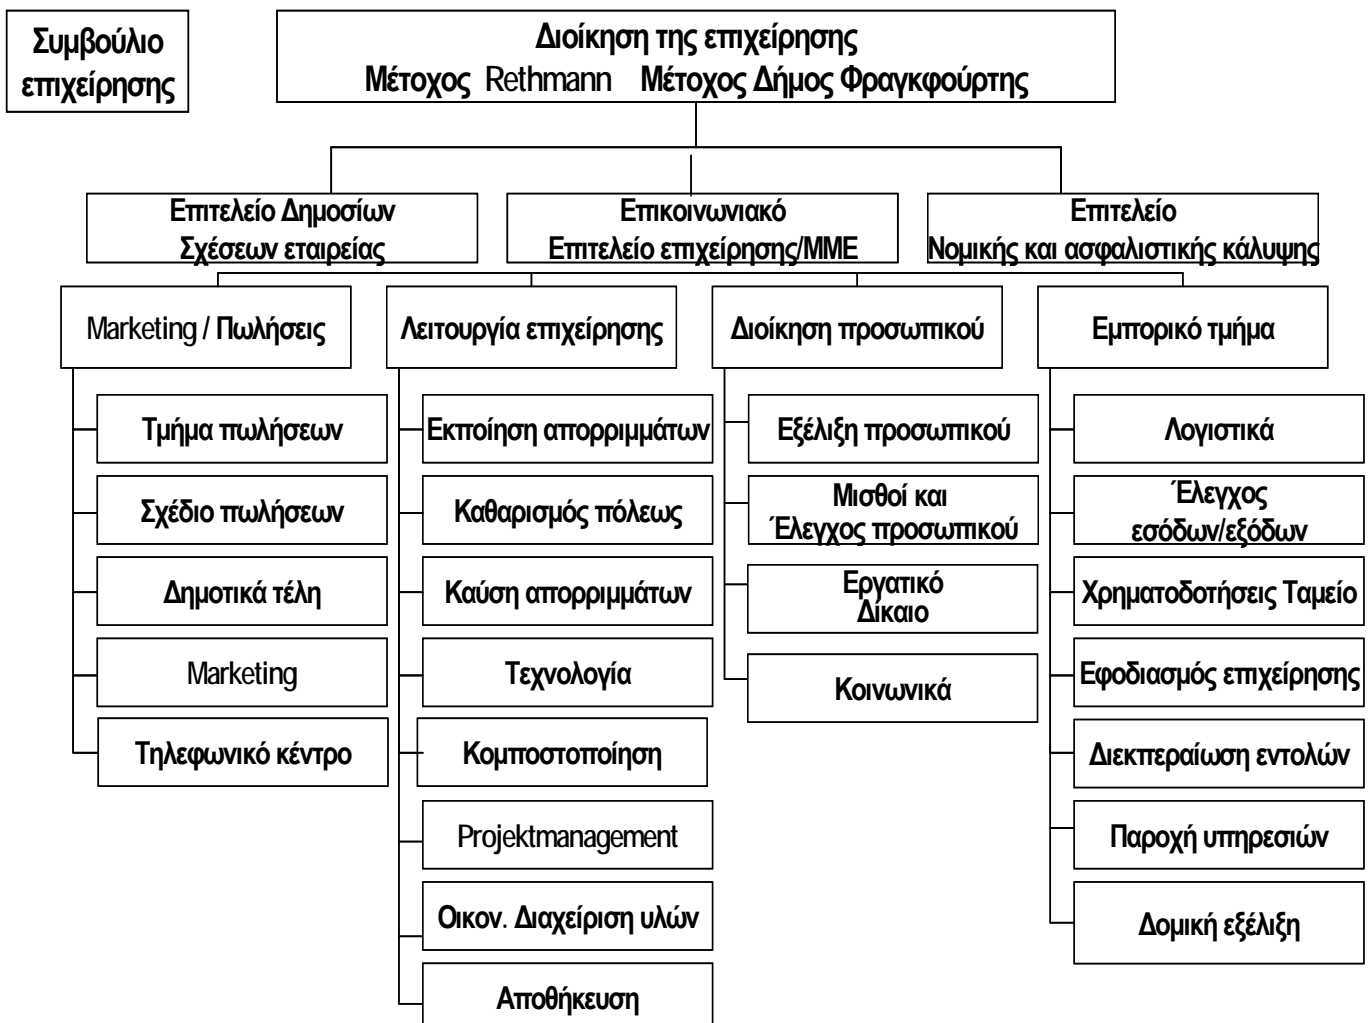 Συμβούλιο
επιχείρησης
Διοίκηση της επιχείρησης
Μέτοχος Rethmann Μέτοχος Δήμος Φραγκφούρτης
Επιτελείο Δημοσίων
Σχέσεων εταιρείας
Επικοινωνιακό
Επιτελείο επιχείρησης/ΜΜΕ
Επιτελείο
Νομικής και ασφαλιστικής κάλυψης
Marketing / Πωλήσεις
Τμήμα πωλήσεων
Σχέδιο πωλήσεων
Δημοτικά τέλη
Marketing
Τηλεφωνικό κέντρο
Λειτουργία επιχείρησης
Εκποίηση απορριμμάτων
Καθαρισμός πόλεως
Καύση απορριμμάτων
Τεχνολογία
Κομποστοποίηση
Projektmanagement
Οικον. Διαχείριση υλών
Αποθήκευση
Διοίκηση προσωπικού
Εξέλιξη προσωπικού
Μισθοί και
Έλεγχος προσωπικού
Εργατικό
Δίκαιο
Κοινωνικά
Εμπορικό τμήμα
Λογιστικά
Έλεγχος
εσόδων/εξόδων
Χρηματοδοτήσεις Ταμείο
Εφοδιασμός επιχείρησης
Διεκπεραίωση εντολών
Παροχή υπηρεσιών
Δομική εξέλιξη